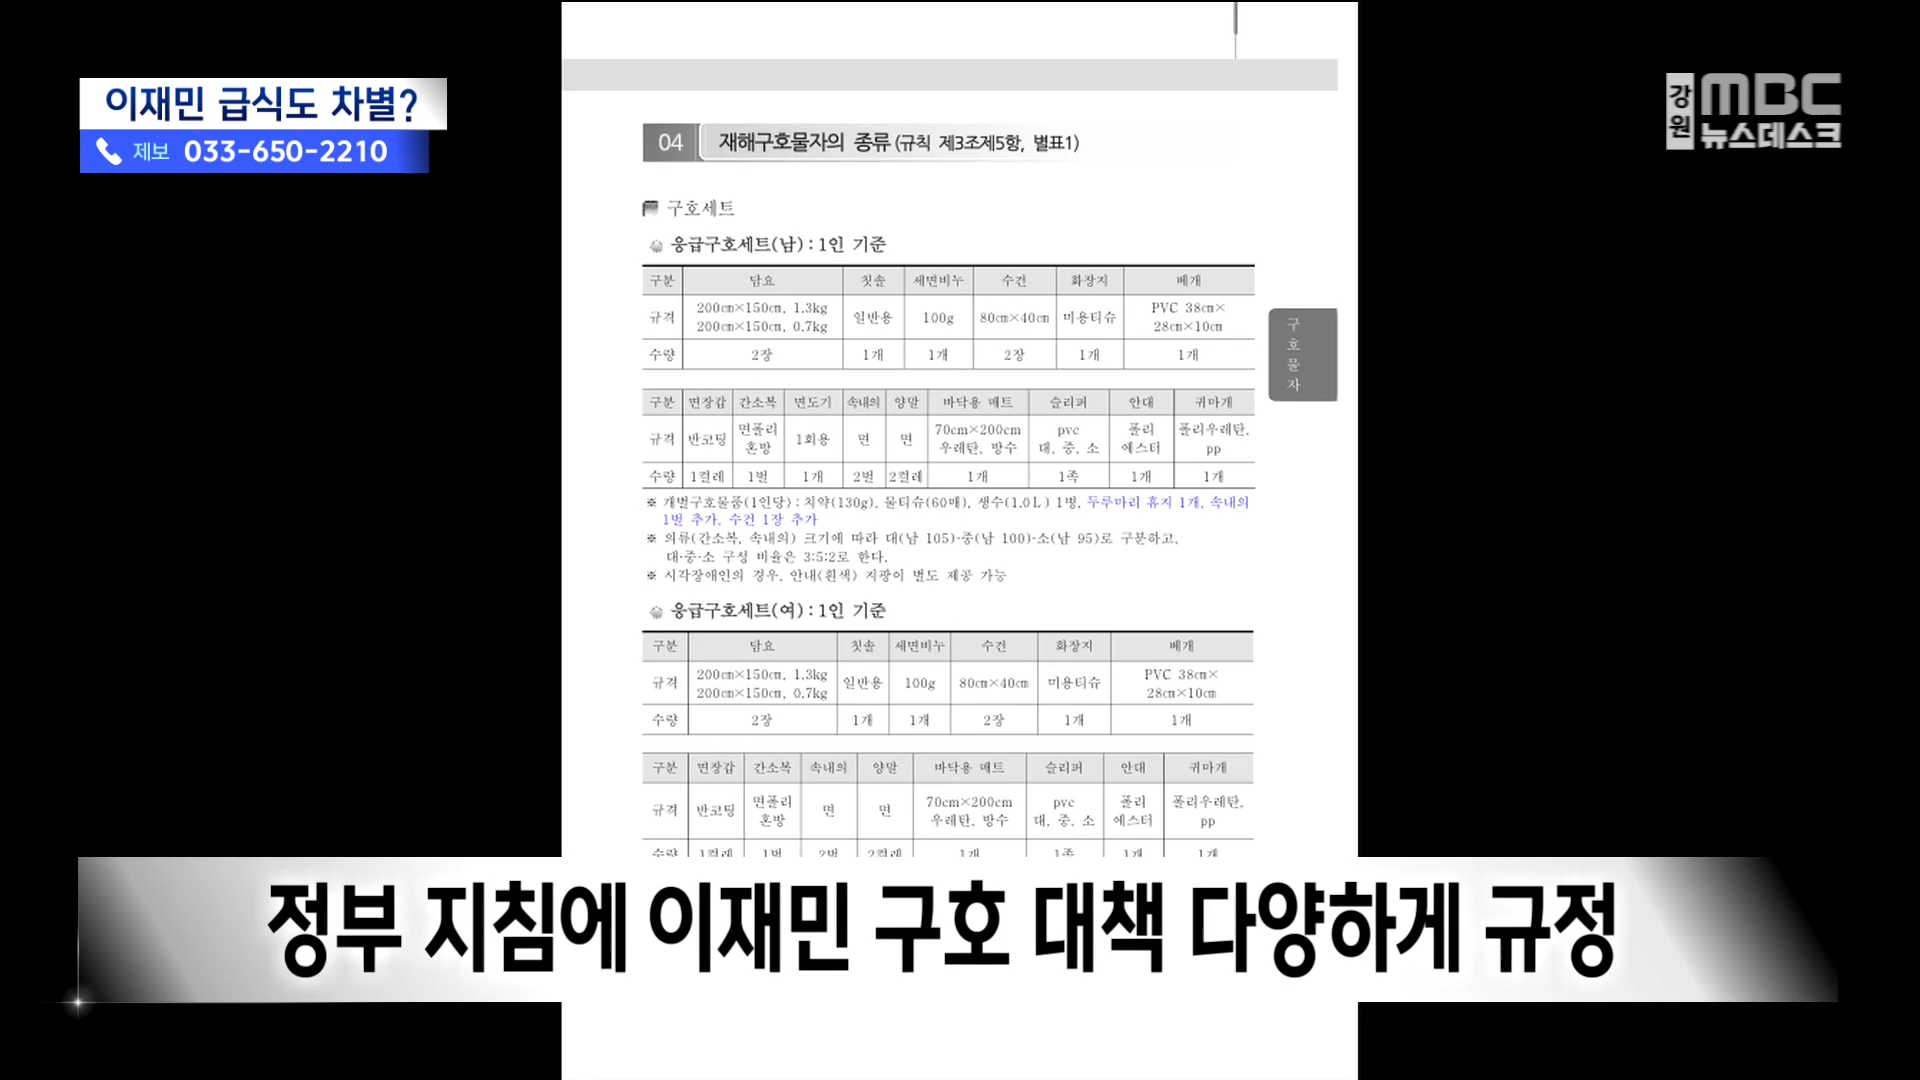 이재민 급식도 차별?
제보 033-650-2210
강원 MBC
뉴스데스크
04 재해구호물자의 종류(규칙 제3조제5항, 별표1)
구호세트
응급구호세트(남) : 1인 기준
구분 담요 칫솔 세면비누 수건 화장지 베개
규격 200㎝×150㎝, 1.3kg 200㎝×150㎝, 0.7kg 일반용 100g 80㎝×40㎝ 미용티슈 PVC 38㎝×28㎝×10㎝
수량 2장 1개 1개 2장 1개 1개
구분 면장갑 간소복 면도기 속내의 양말 바닥용 매트 슬리퍼 안대 귀마개
규격 반코팅 면폴리 혼방 1회용 면 면 70cm×200cm 우레탄, 방수 pvc 대, 중, 소 폴리에스터 폴리우레탄, pp
수량 1켤레 1벌 1개 2벌 2켤레 1개 1족 1개 1개
※ 개별구호물품(1인당) : 치약(130g), 물티슈(60매), 생수(1.0L) 1병, 두루마리 휴지 1개, 속내의
1벌 추가, 수건 1장 추가
※ 의류(간소복, 속내의) 크기에 따라 대(남 105)·중(남 100)·소(남 95)로 구분하고,
대·중·소 구성 비율은 3:5:2로 한다.
※ 시각장애인의 경우, 안내(흰색) 지팡이 별도 제공 가능
구호물자
응급구호세트(여) : 1인 기준
구분 담요 칫솔 세면비누 수건 화장지 베개
규격 200㎝×150㎝, 1.3kg 200㎝×150㎝, 0.7kg 일반용 100g 80㎝×40㎝ 미용티슈 PVC 38㎝×28㎝×10㎝
수량 2장 1개 1개 2장 1개 1개
구분 면장갑 간소복 속내의 양말 바닥용 매트 슬리퍼 안대 귀마개
규격 반코팅 면폴리 혼방 면 면 70cm×200cm 우레탄, 방수 pvc 대, 중, 소 폴리에스터 폴리우레탄, pp
수량 1켤레 1벌 2벌 2켤레 1개 1족 1개 1개
정부 지침에 이재민 구호 대책 다양하게 규정